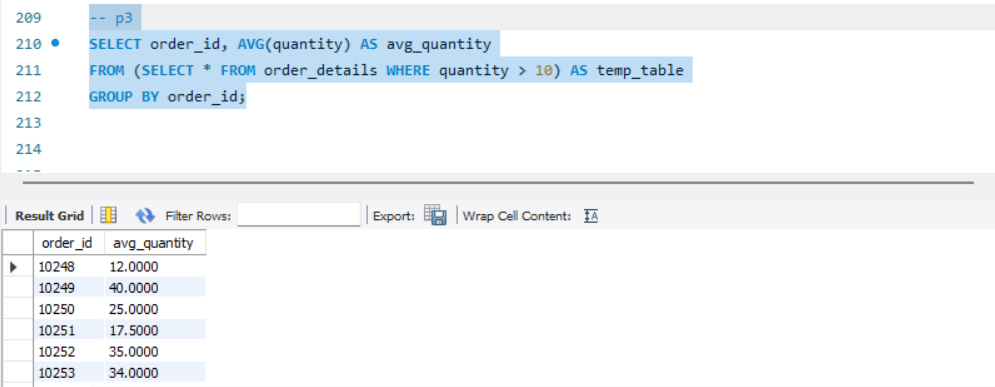 209 -- p3
210 SELECT order_id, AVG(quantity) AS avg_quantity
211 FROM (SELECT * FROM order_details WHERE quantity > 10) AS temp_table
212 GROUP BY order_id;
213
214
Result Grid Filter Rows: Export: Wrap Cell Content: IA
order_id avg_quantity
10248 12.0000
10249 40.0000
10250 25.0000
10251 17.5000
10252 35.0000
10253 34.0000